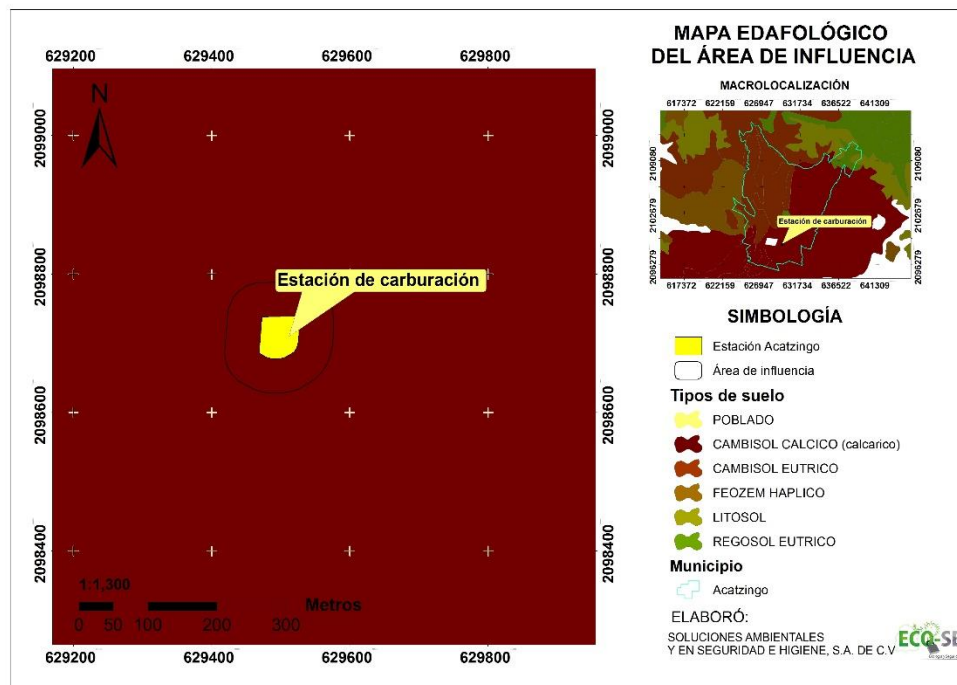 MAPA EDAFOLÓGICO
DEL ÁREA DE INFLUENCIA
MACROLOCALIZACIÓN
617372 622159 626947 631734 636522 641309
2109080
2102679
2096279
Estación de carburación
617372 622159 626947 631734 636522 641309
629200 629400 629600 629800
N
2099000
2098800
2098600
2098400
2099000
2098800
2098600
2098400
Estación de carburación
1:1,300
Metros
0 50 100 200 300
629200 629400 629600 629800
SIMBOLOGÍA
Estación Acatzingo
Área de influencia
Tipos de suelo
POBLADO
CAMBISOL CALCICO (calcarico)
CAMBISOL EUTRICO
FEOZEM HAPLICO
LITOSOL
REGOSOL EUTRICO
Municipio
Acatzingo
ELABORÓ:
SOLUCIONES AMBIENTALES
Y EN SEGURIDAD E HIGIENE, S.A. DE C.V
ECO-SE